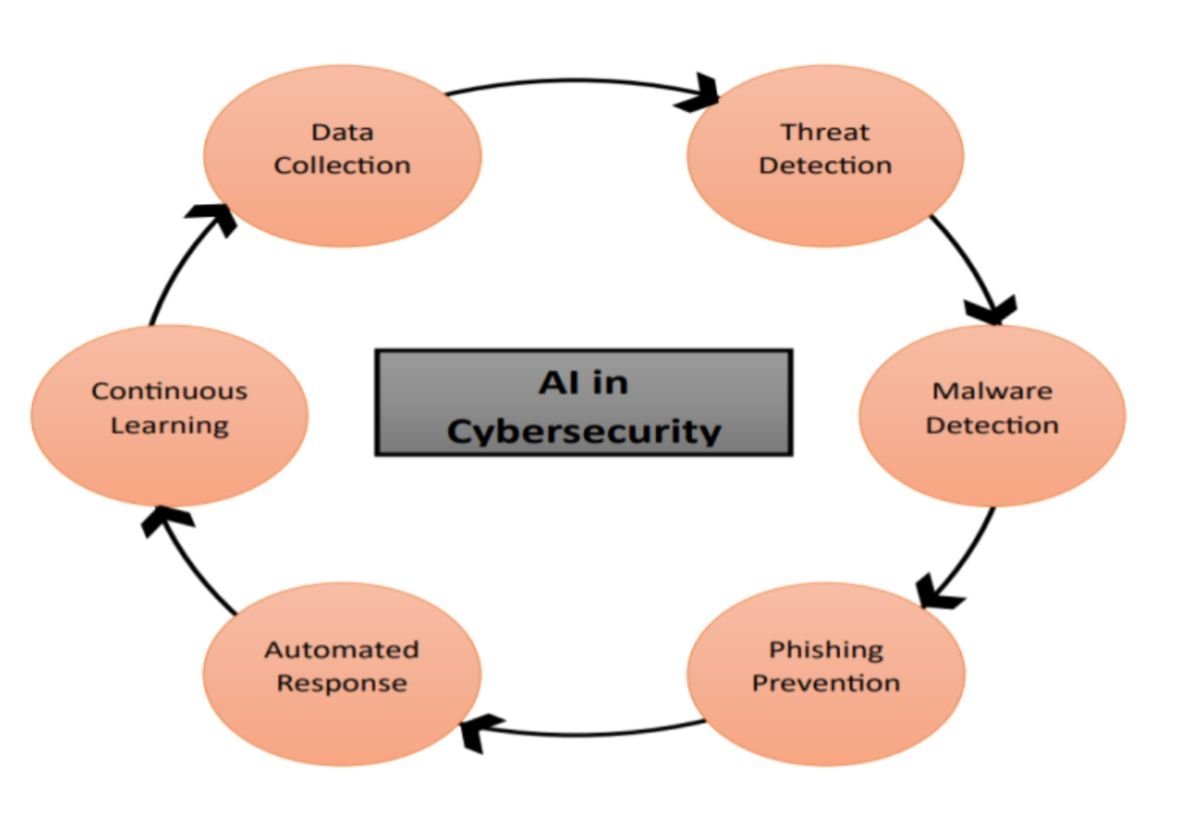 Data
Collection
Threat
Detection
Malware
Detection
Phishing
Prevention
Automated
Response
Continuous
Learning
AI in
Cybersecurity